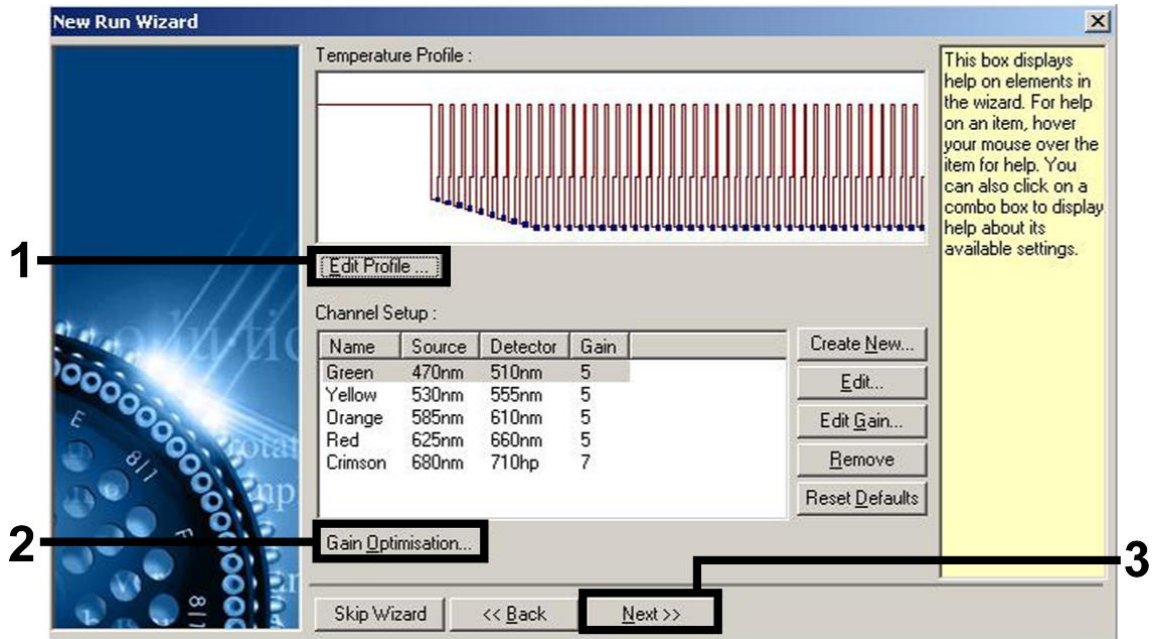 New Run Wizard
Temperature Profile :
This box displays
help on elements in
the wizard. For help
on an item, hover
your mouse over the
item for help. You
can also click on a
combo box to display
help about its
available settings.
1
Edit Profile ...
Channel Setup :
Name Source Detector Gain
Green 470nm 510nm 5
Yellow 530nm 555nm 5
Orange 585nm 610nm 5
Red 625nm 660nm 5
Crimson 680nm 710hp 7
Create New...
Edit...
Edit Gain...
Remove
Reset Defaults
2
Gain Optimisation...
3
Skip Wizard
<< Back
Next >>
E
8|7
F
8|7